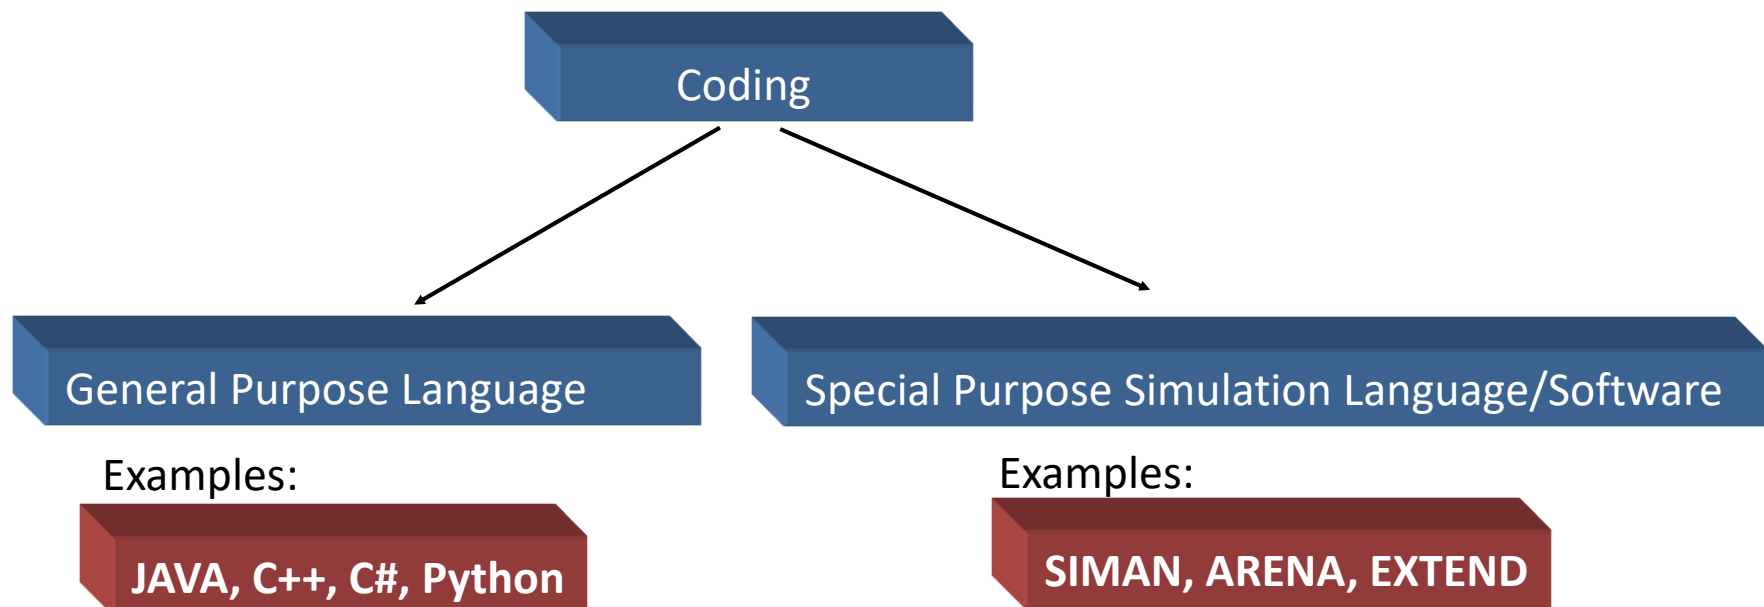 Coding
General Purpose Language
Special Purpose Simulation Language/Software
Examples:
Examples:
JAVA, C++, C#, Python
SIMAN, ARENA, EXTEND